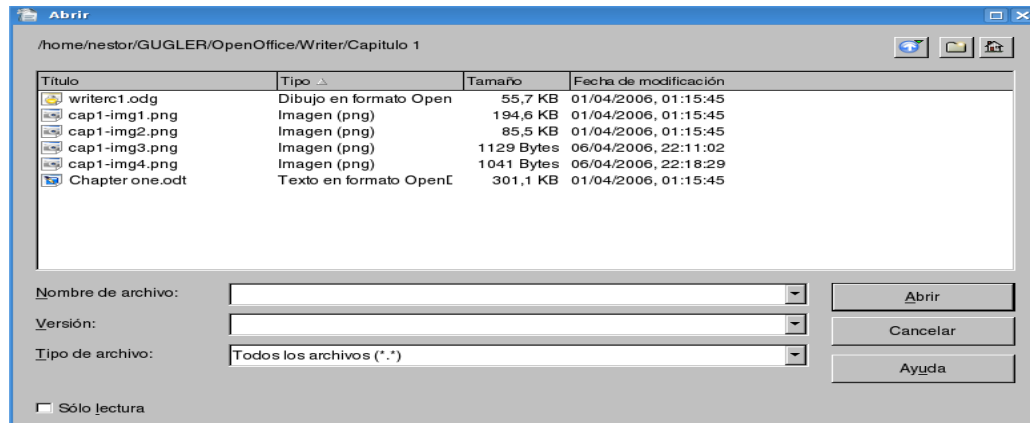 Abrir
/home/nestor/GUGLER/OpenOffice/Writer/Capitulo 1
Título Tipo Tamaño Fecha de modificación
writerc1.odg Dibujo en formato Open 55,7 KB 01/04/2006, 01:15:45
cap1-img1.png Imagen (png) 194,6 KB 01/04/2006, 01:15:45
cap1-img2.png Imagen (png) 85,5 KB 01/04/2006, 01:15:45
cap1-img3.png Imagen (png) 1129 Bytes 06/04/2006, 22:11:02
cap1-img4.png Imagen (png) 1041 Bytes 06/04/2006, 22:18:29
Chapter one.odt Texto en formato OpenD 301,1 KB 01/04/2006, 01:15:45
Nombre de archivo: Abrir
Versión: Cancelar
Tipo de archivo: Todos los archivos (*.*) Ayuda
Sólo lectura